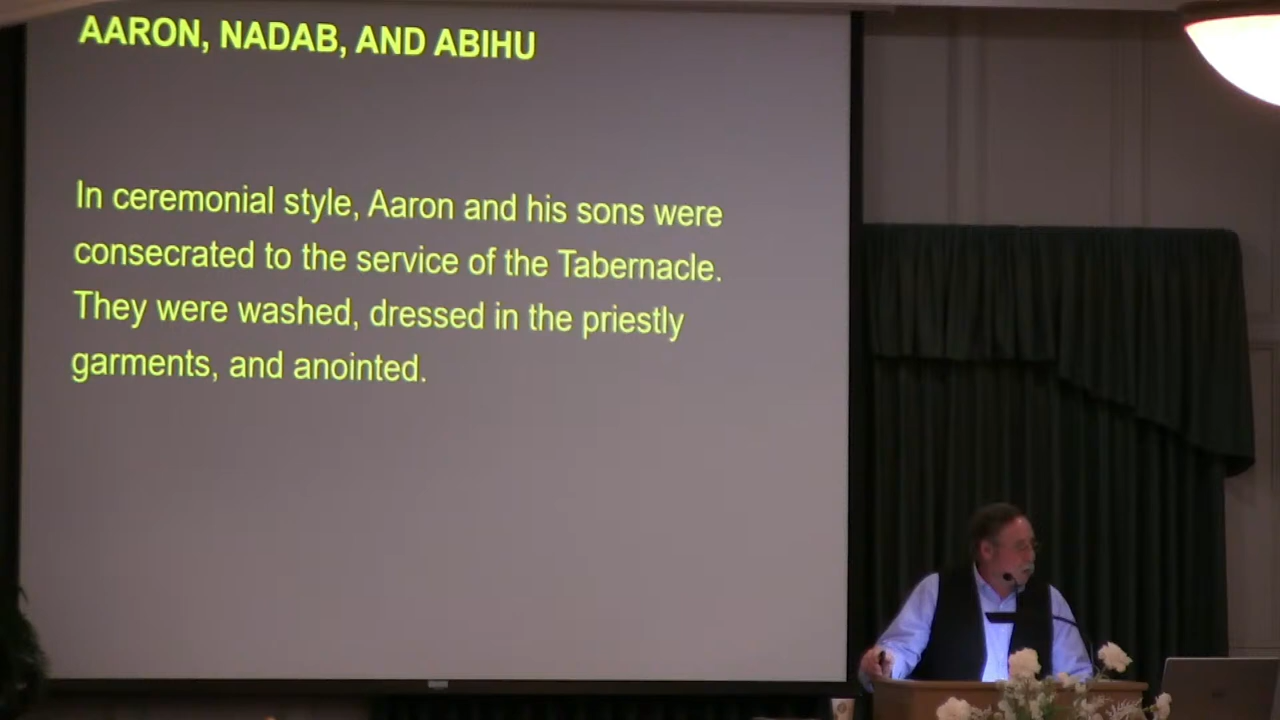 AARON, NADAB, AND ABIHU
In ceremonial style, Aaron and his sons were
consecrated to the service of the Tabernacle.
They were washed, dressed in the priestly
garments, and anointed.